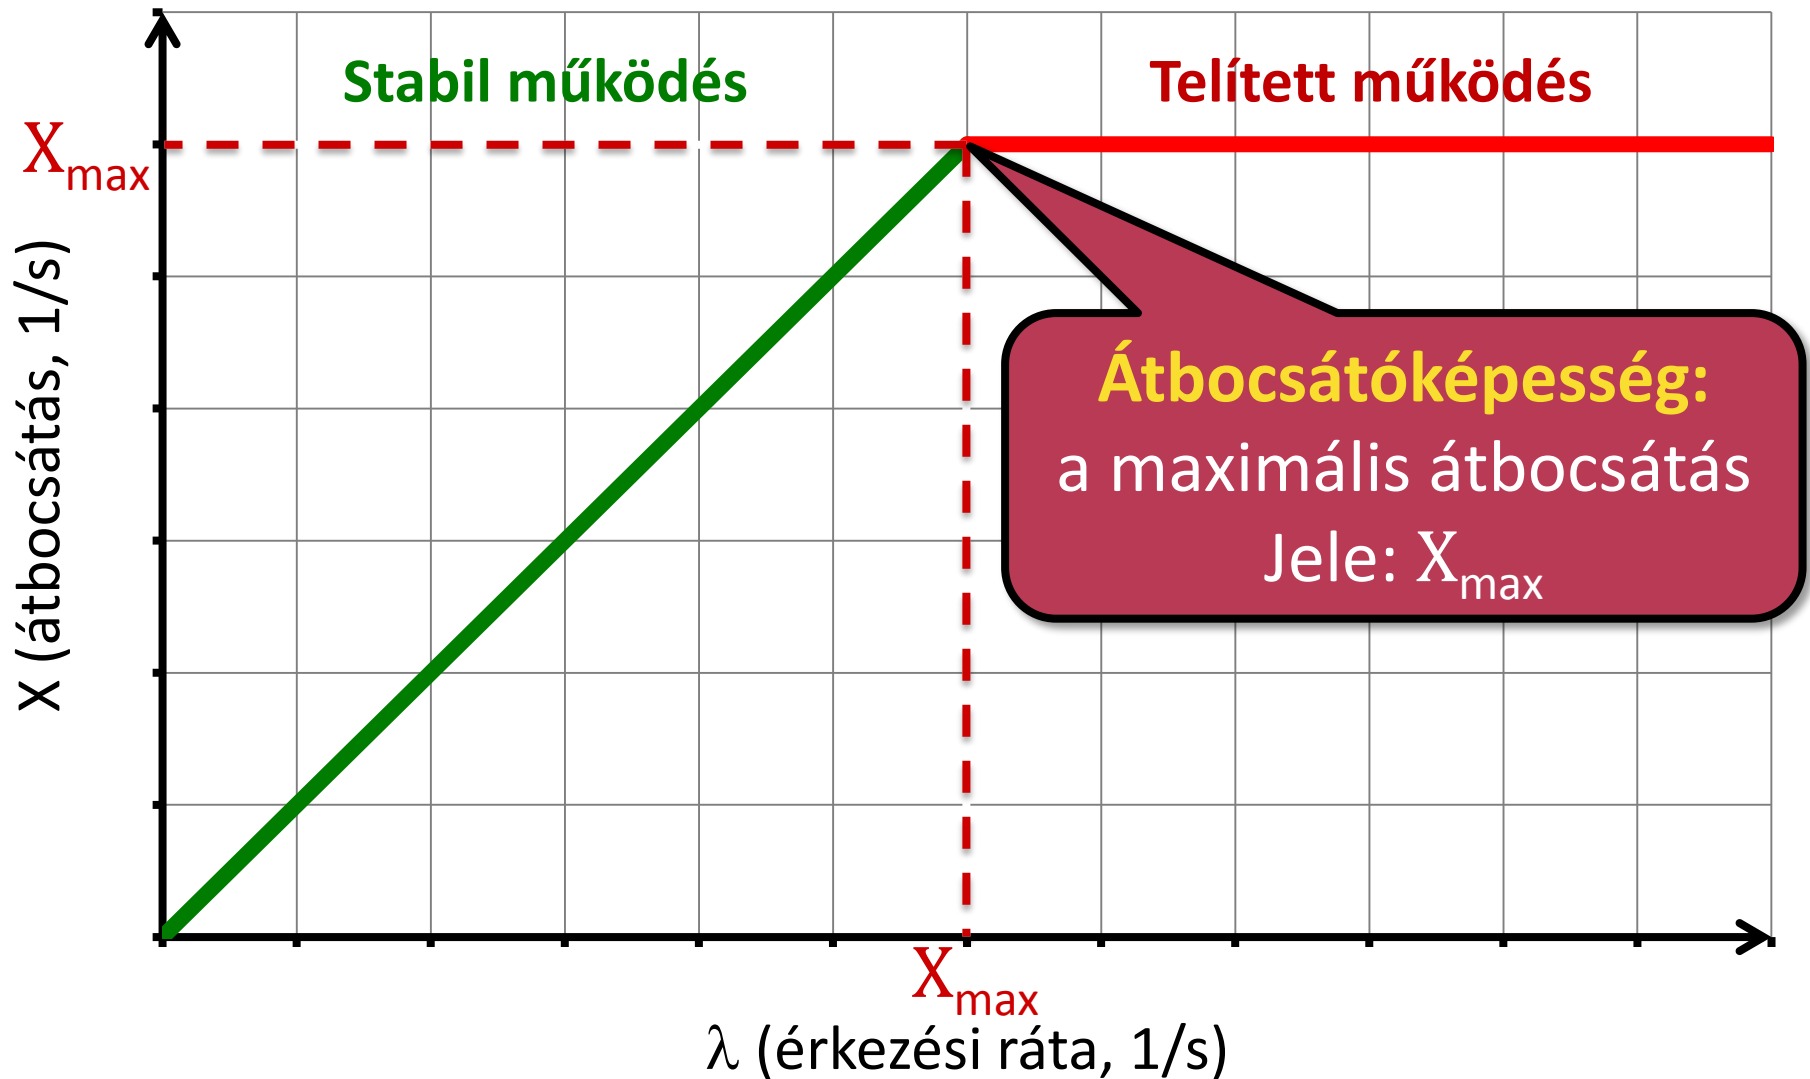 Stabil működés
Telített működés
Xmax
X (átbocsátás, 1/s)
Átbocsátóképesség:
a maximális átbocsátás
Jele: Xmax
Xmax
λ (érkezési ráta, 1/s)